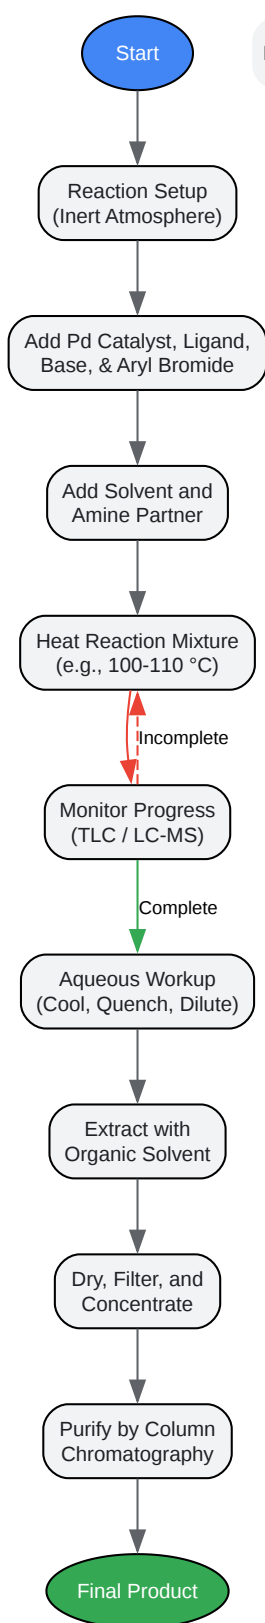 Start
Reaction Setup
(Inert Atmosphere)
Add Pd Catalyst, Ligand,
Base, & Aryl Bromide
Add Solvent and
Amine Partner
Heat Reaction Mixture
(e.g., 100-110 °C)
Incomplete
Monitor Progress
(TLC / LC-MS)
Complete
Aqueous Workup
(Cool, Quench, Dilute)
Extract with
Organic Solvent
Dry, Filter, and
Concentrate
Purify by Column
Chromatography
Final Product